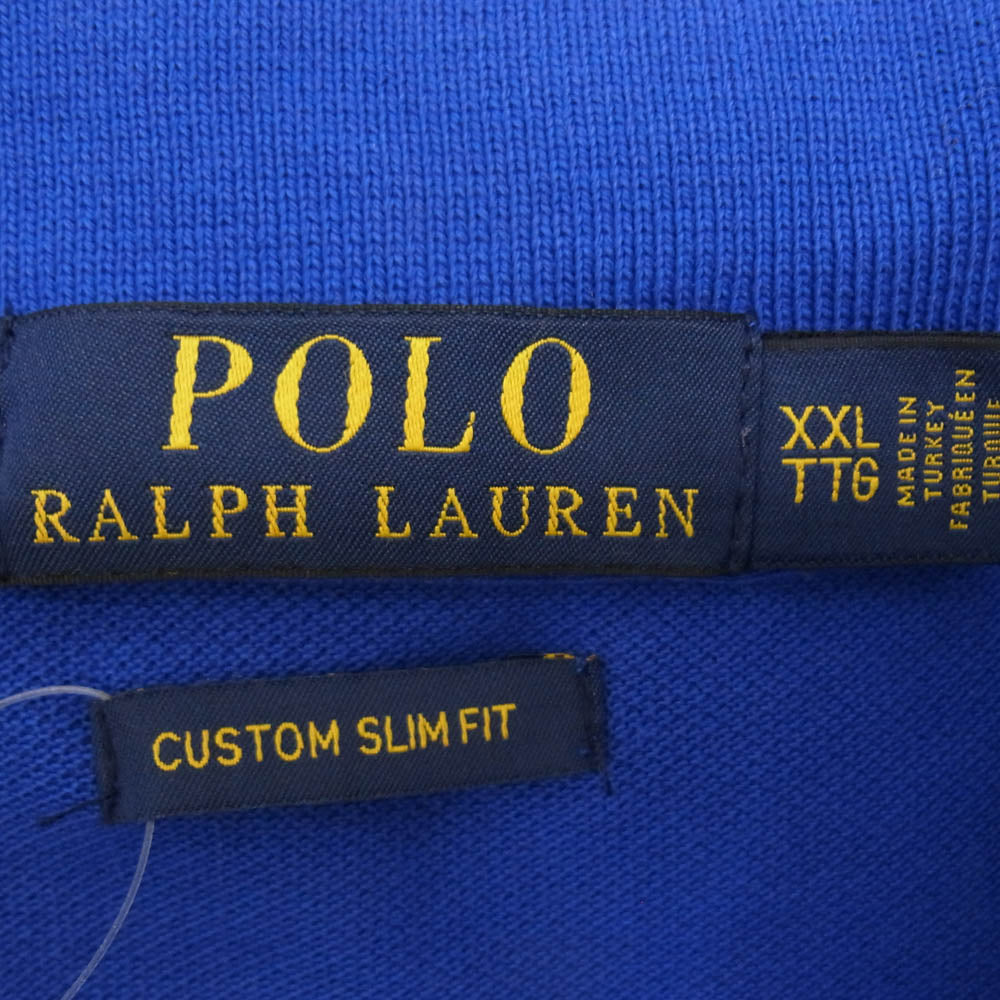 POLO
RALPH LAUREN
XXL
TTG
MADE IN
TURKEY
FABRIQUÉ EN
CUSTOM SLIM FIT